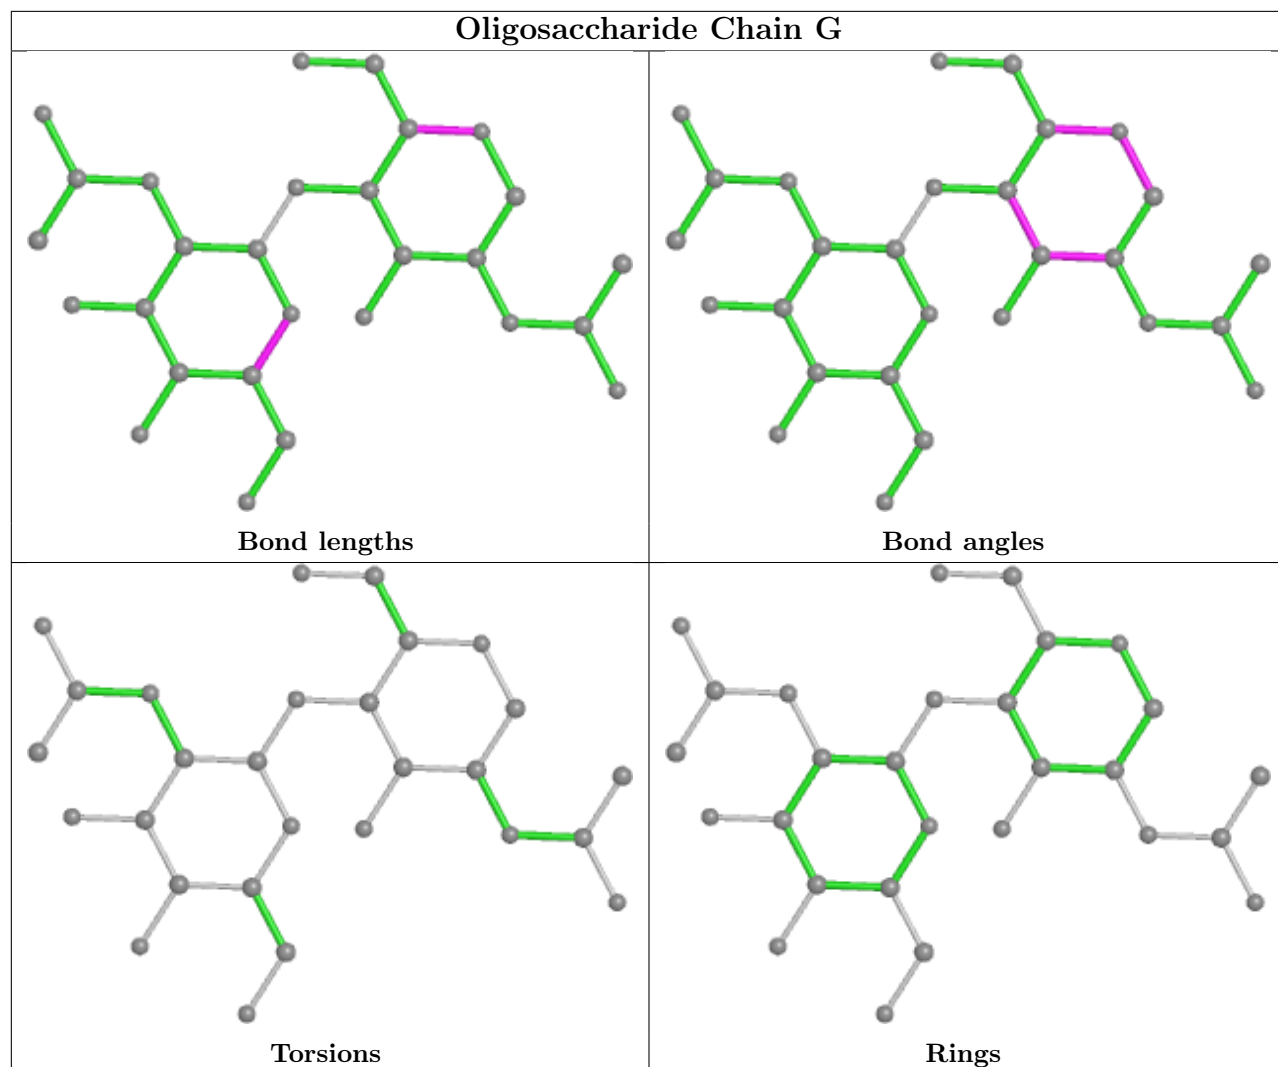 Oligosaccharide Chain G
Bond lengths
Bond angles
Torsions
Rings